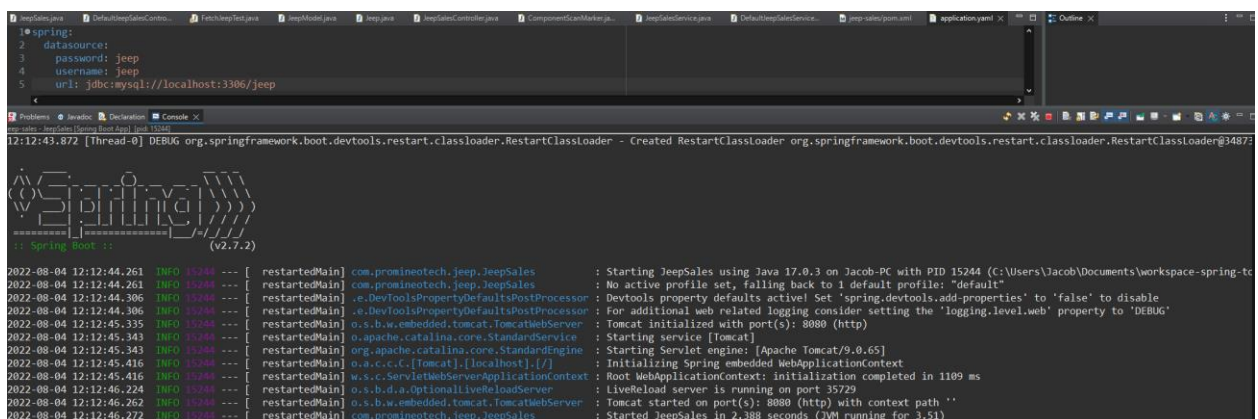 JeepSales.java DefaultJeepSalesContro... FetchJeepTest.java JeepModel.java Jeep.java JeepSalesController.java ComponentScanMarker.ja... JeepSalesService.java DefaultJeepSalesService... jeep-sales/pom.xml application.yaml Outline
1 spring:
2 datasource:
3 password: jeep
4 username: jeep
5 url: jdbc:mysql://localhost:3306/jeep
Problems Javadoc Declaration Console
eep-sales - JeepSales [Spring Boot App] [pid: 15244]
12:12:43.872 [Thread-0] DEBUG org.springframework.boot.devtools.restart.classloader.RestartClassLoader - Created RestartClassLoader org.springframework.boot.devtools.restart.classloader.RestartClassLoader@34873
Spring
:: Spring Boot :: (v2.7.2)
2022-08-04 12:12:44.261 INFO 15244 --- [ restartedMain] com.promineotech.jeep.JeepSales : Starting JeepSales using Java 17.0.3 on Jacob-PC with PID 15244 (C:\Users\Jacob\Documents\workspace-spring-to
2022-08-04 12:12:44.261 INFO 15244 --- [ restartedMain] com.promineotech.jeep.JeepSales : No active profile set, falling back to 1 default profile: "default"
2022-08-04 12:12:44.306 INFO 15244 --- [ restartedMain] .e.DevToolsPropertyDefaultsPostProcessor : Devtools property defaults active! Set 'spring.devtools.add-properties' to 'false' to disable
2022-08-04 12:12:44.306 INFO 15244 --- [ restartedMain] .e.DevToolsPropertyDefaultsPostProcessor : For additional web related logging consider setting the 'logging.level.web' property to 'DEBUG'
2022-08-04 12:12:45.335 INFO 15244 --- [ restartedMain] o.s.b.w.embedded.tomcat.TomcatWebServer : Tomcat initialized with port(s): 8080 (http)
2022-08-04 12:12:45.343 INFO 15244 --- [ restartedMain] o.apache.catalina.core.StandardService : Starting service [Tomcat]
2022-08-04 12:12:45.343 INFO 15244 --- [ restartedMain] org.apache.catalina.core.StandardEngine : Starting Servlet engine: [Apache Tomcat/9.0.65]
2022-08-04 12:12:45.416 INFO 15244 --- [ restartedMain] o.a.c.c.C.[Tomcat].[localhost].[/] : Initializing Spring embedded WebApplicationContext
2022-08-04 12:12:45.416 INFO 15244 --- [ restartedMain] w.s.c.ServletWebServerApplicationContext : Root WebApplicationContext: initialization completed in 1109 ms
2022-08-04 12:12:46.224 INFO 15244 --- [ restartedMain] o.s.b.d.a.OptionalLiveReloadServer : LiveReload server is running on port 35729
2022-08-04 12:12:46.262 INFO 15244 --- [ restartedMain] o.s.b.w.embedded.tomcat.TomcatWebServer : Tomcat started on port(s): 8080 (http) with context path ''
2022-08-04 12:12:46.272 INFO 15244 --- [ restartedMain] com.promineotech.jeep.JeepSales : Started JeepSales in 2.388 seconds (JVM running for 3.51)